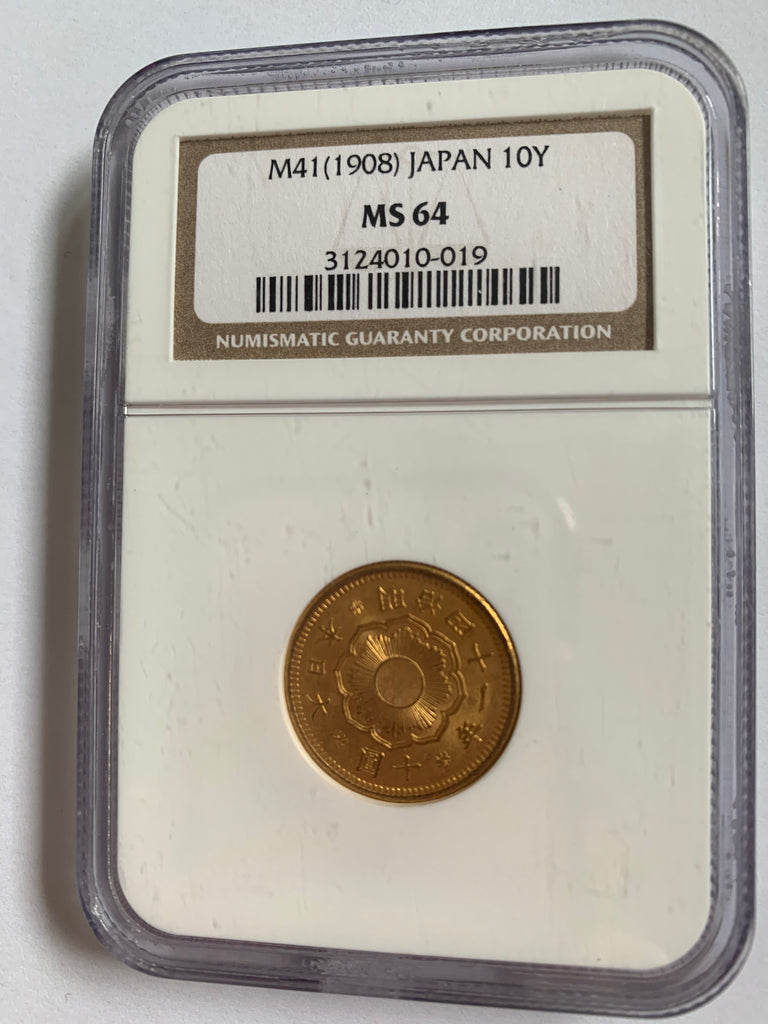 M41(1908) JAPAN 10Y
MS 64
3124010-019
NUMISMATIC GUARANTY CORPORATION
大日本
明治四十一年
十圓